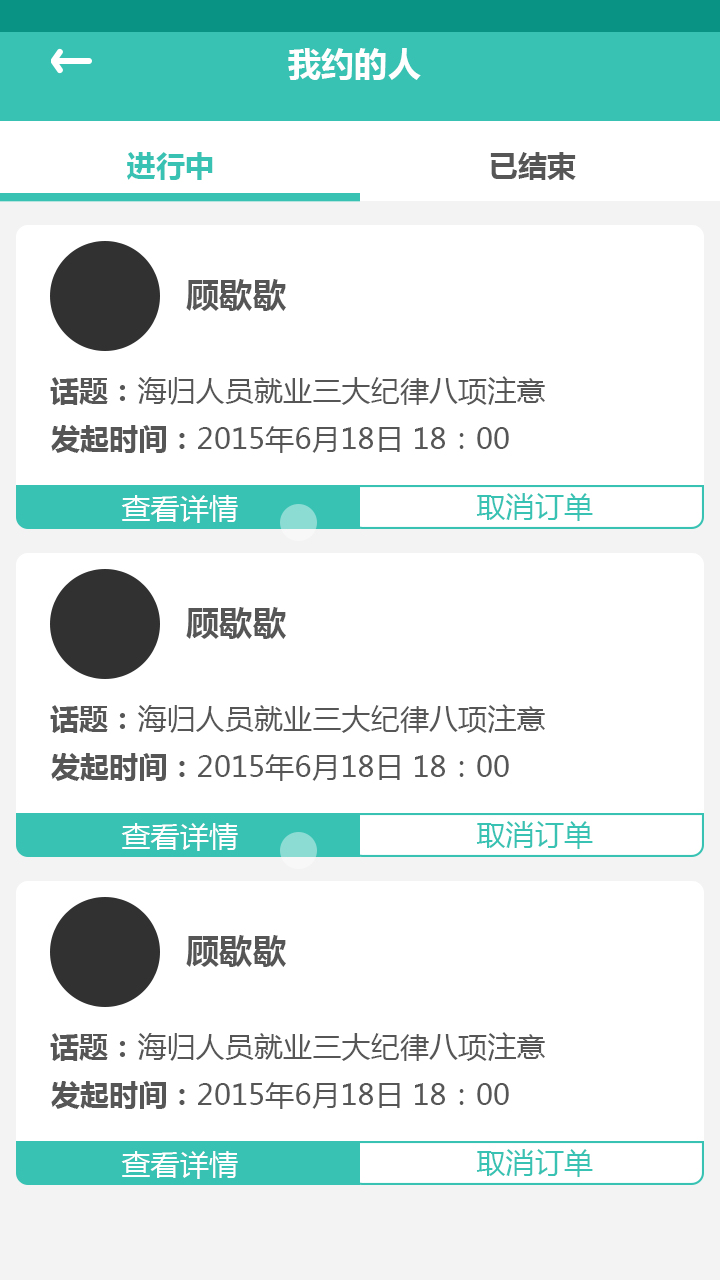 我约的人
进行中 已结束
顾歇歇
话题：海归人员就业三大纪律八项注意
发起时间：2015年6月18日 18：00
查看详情 取消订单
顾歇歇
话题：海归人员就业三大纪律八项注意
发起时间：2015年6月18日 18：00
查看详情 取消订单
顾歇歇
话题：海归人员就业三大纪律八项注意
发起时间：2015年6月18日 18：00
查看详情 取消订单